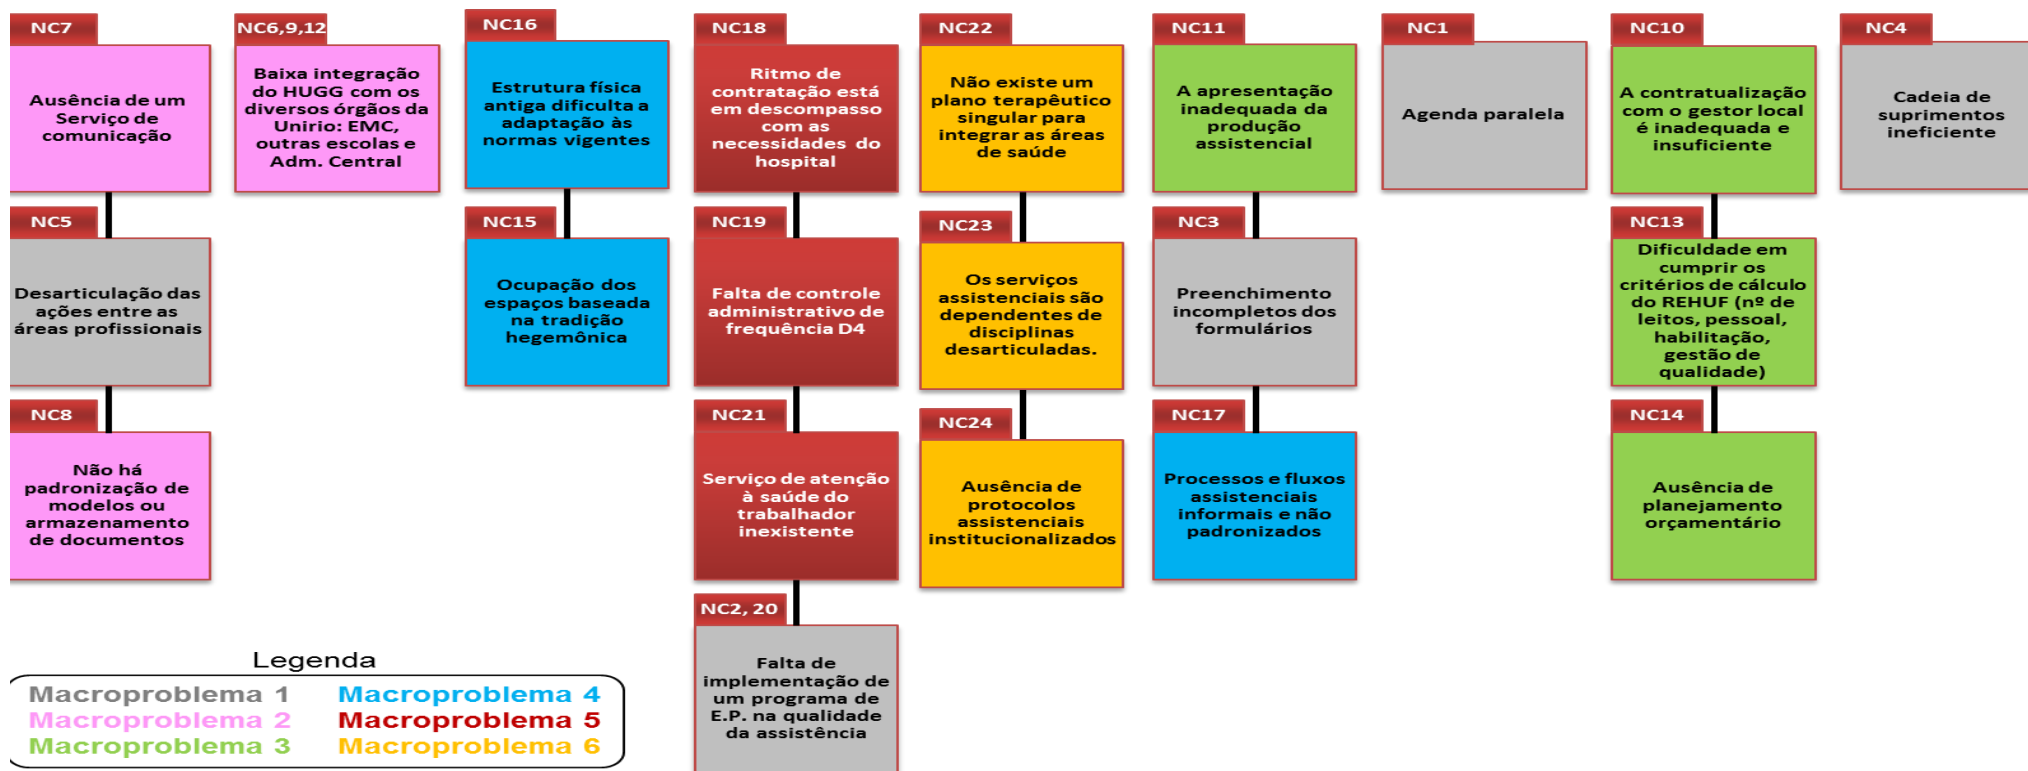 NC7
Ausência de um
Serviço de
comunicação
NC5
Desarticulação das
ações entre as
áreas profissionais
NC8
Não há
padronização de
modelos ou
armazenamento
de documentos
NC6,9,12
Baixa integração
do HUGG com os
diversos órgãos da
Unirio: EMC,
outras escolas e
Adm. Central
NC16
Estrutura física
antiga dificulta a
adaptação às
normas vigentes
NC15
Ocupação dos
espaços baseada
na tradição
hegemônica
NC18
Ritmo de
contratação está
em descompasso
com as
necessidades do
hospital
NC19
Falta de controle
administrativo de
frequência D4
NC21
Serviço de atenção
à saúde do
trabalhador
inexistente
NC2, 20
Falta de
implementação de
um programa de
E.P. na qualidade
da assistência
NC22
Não existe um
plano terapêutico
singular para
integrar as áreas
de saúde
NC23
Os serviços
assistenciais são
dependentes de
disciplinas
desarticuladas.
NC24
Ausência de
protocolos
assistenciais
institucionalizados
NC11
A apresentação
inadequada da
produção
assistencial
NC3
Preenchimento
incompletos dos
formulários
NC17
Processos e fluxos
assistenciais
informais e não
padronizados
NC1
Agenda paralela
NC10
A contratualização
com o gestor local
é inadequada e
insuficiente
NC13
Dificuldade em
cumprir os
critérios de cálculo
do REHUF (nº de
leitos, pessoal,
habilitação,
gestão de
qualidade)
NC14
Ausência de
planejamento
orçamentário
NC4
Cadeia de
suprimentos
ineficiente
Legenda
Macroproblema 1
Macroproblema 2
Macroproblema 3
Macroproblema 4
Macroproblema 5
Macroproblema 6